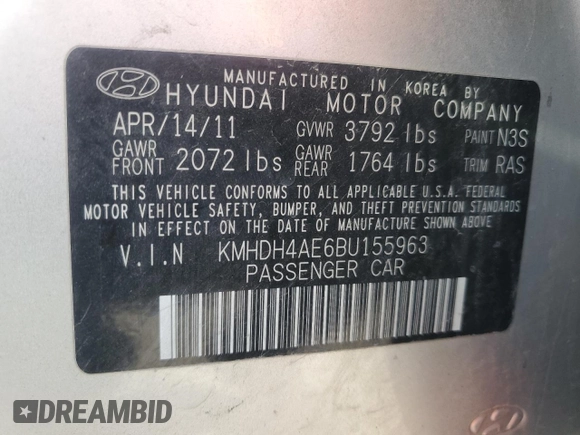 MANUFACTURED IN KOREA BY
HYUNDAI MOTOR COMPANY
APR/14/11 GVWR 3792 lbs PAINT N3S
GAWR FRONT 2072 lbs GAWR REAR 1764 lbs TRIM RAS
THIS VEHICLE CONFORMS TO ALL APPLICABLE U.S.A. FEDERAL
MOTOR VEHICLE SAFETY, BUMPER, AND THEFT PREVENTION STANDARDS
IN EFFECT ON THE DATE OF MANUFACTURE SHOWN ABOVE.
V.I.N KMHDH4AE6BU155963
PASSENGER CAR
DREAMBID